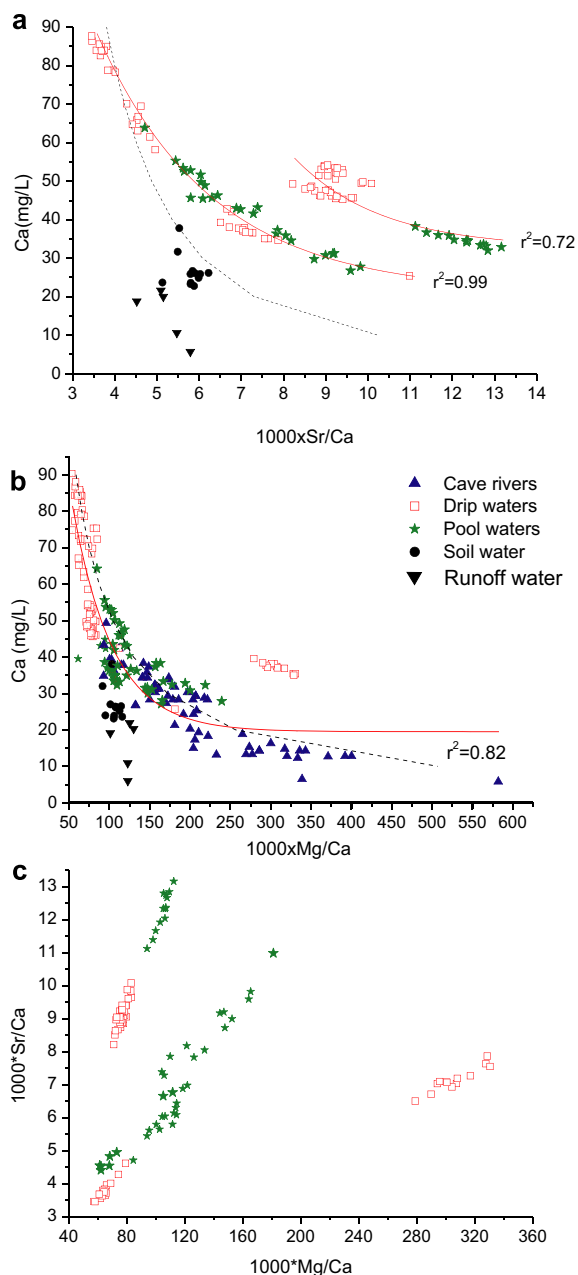 a
90
80
70
60
50
40
30
20
10
0
Ca(mg/L)
r²=0.72
r²=0.99
3 4 5 6 7 8 9 10 11 12 13 14
1000xSr/Ca
b
90
80
70
60
50
40
30
20
10
0
Ca (mg/L)
Cave rivers
Drip waters
Pool waters
Soil water
Runoff water
r²=0.82
50 100 150 200 250 300 350 400 450 500 550 600
1000xMg/Ca
c
13
12
11
10
9
8
7
6
5
4
3
1000*Sr/Ca
40 80 120 160 200 240 280 320 360
1000*Mg/Ca